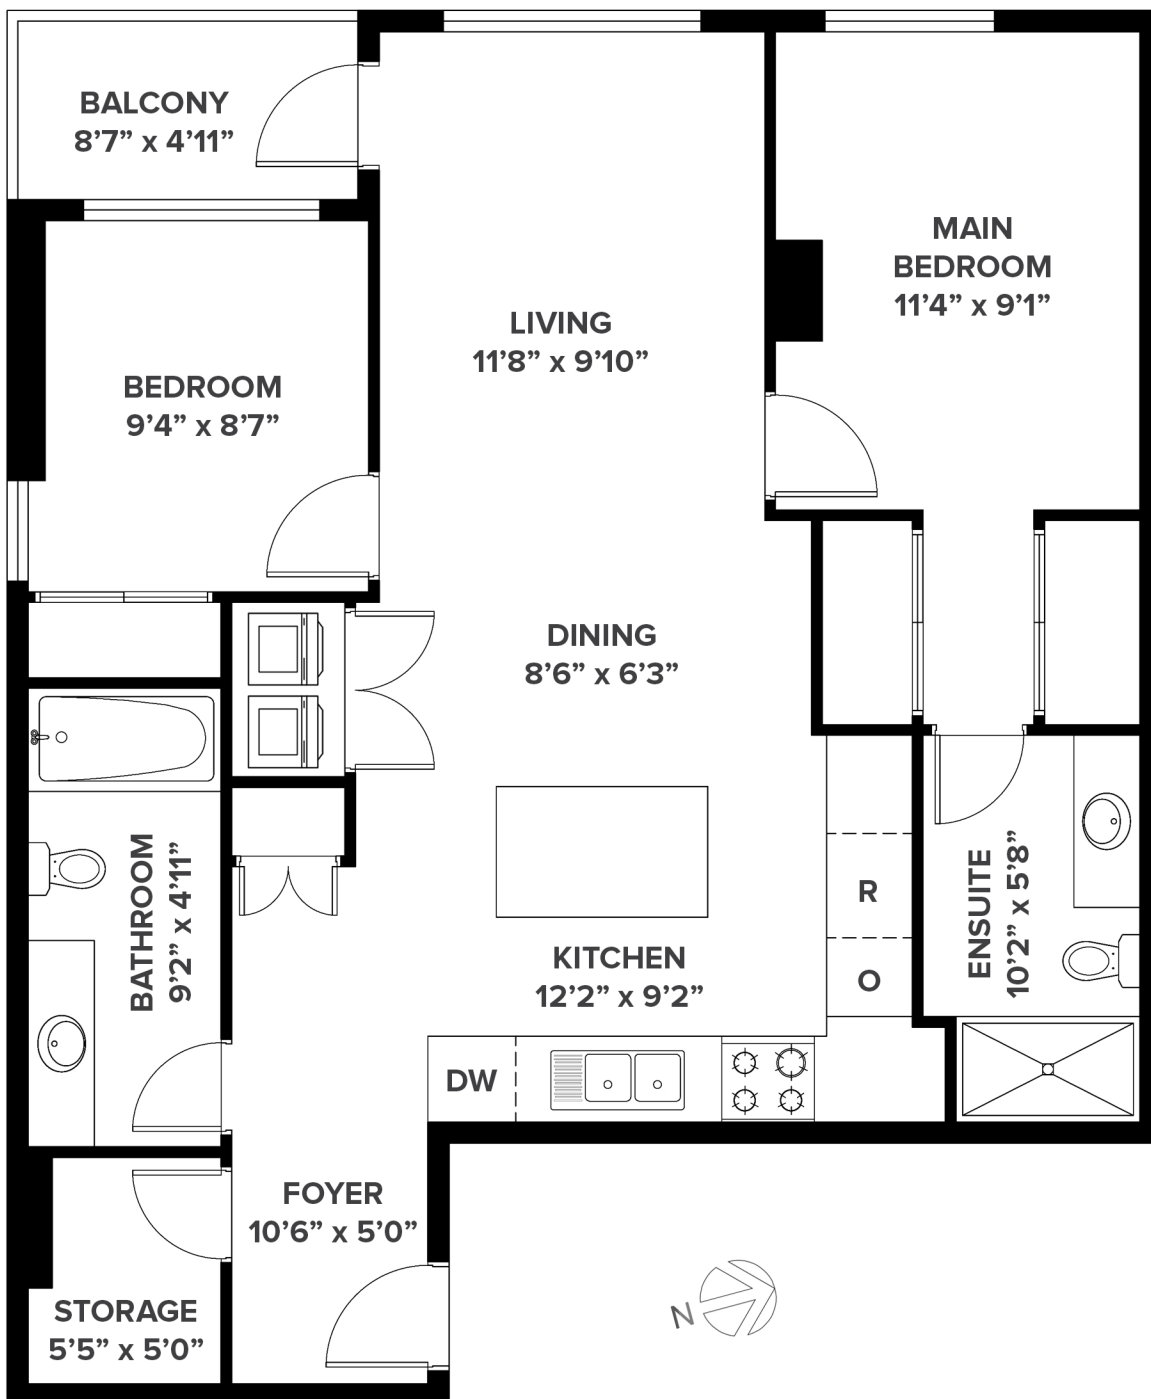 BALCONY
8’7” x 4’11”
MAIN
BEDROOM
11’4” x 9’1”
LIVING
11’8” x 9’10”
BEDROOM
9’4” x 8’7”
DINING
8’6” x 6’3”
BATHROOM
9’2” x 4’11”
ENSUITE
10’2” x 5’8”
R
O
KITCHEN
12’2” x 9’2”
DW
FOYER
10’6” x 5’0”
STORAGE
5’5” x 5’0”
N